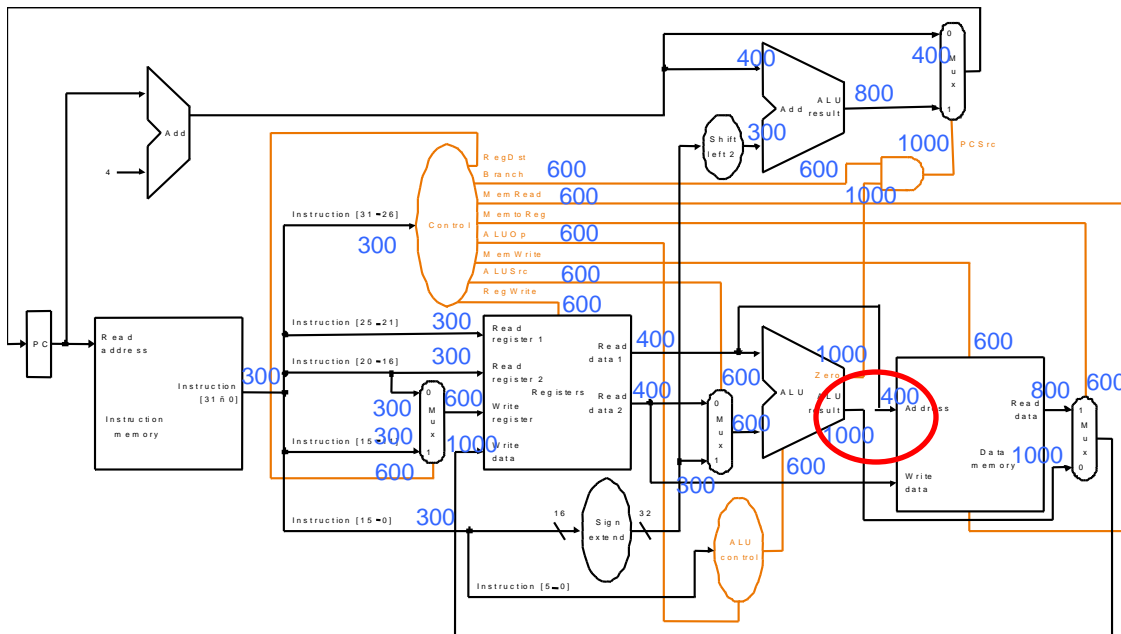 0
M
u
x
1
400
400
800
ALU
result
Add
300
Shift
left 2
1000
PCSrc
Add
4
RegDst
Branch
600
600
1000
MemRead
600
MemtoReg
Control
ALUOp
600
MemWrite
ALUSrc
600
RegWrite
600
Instruction [31-26]
300
PC
Read
address
Instruction
[31-0]
Instruction
memory
300
Instruction [25-21]
300
Read
register 1
Instruction [20-16]
300
Read
register 2
Registers
Read
data 1
400
Read
data 2
400
300
0
M
u
x
1
600
Write
register
300
600
1000
Write
data
600
0
M
u
x
1
600
300
1000
Zero
ALU
ALU
result
1000
600
400
Address
600
Read
data
800
600
Data
memory
1000
Write
data
1
M
u
x
0
Instruction [15-0]
300
16
Sign
extend
32
ALU
control
Instruction [5-0]